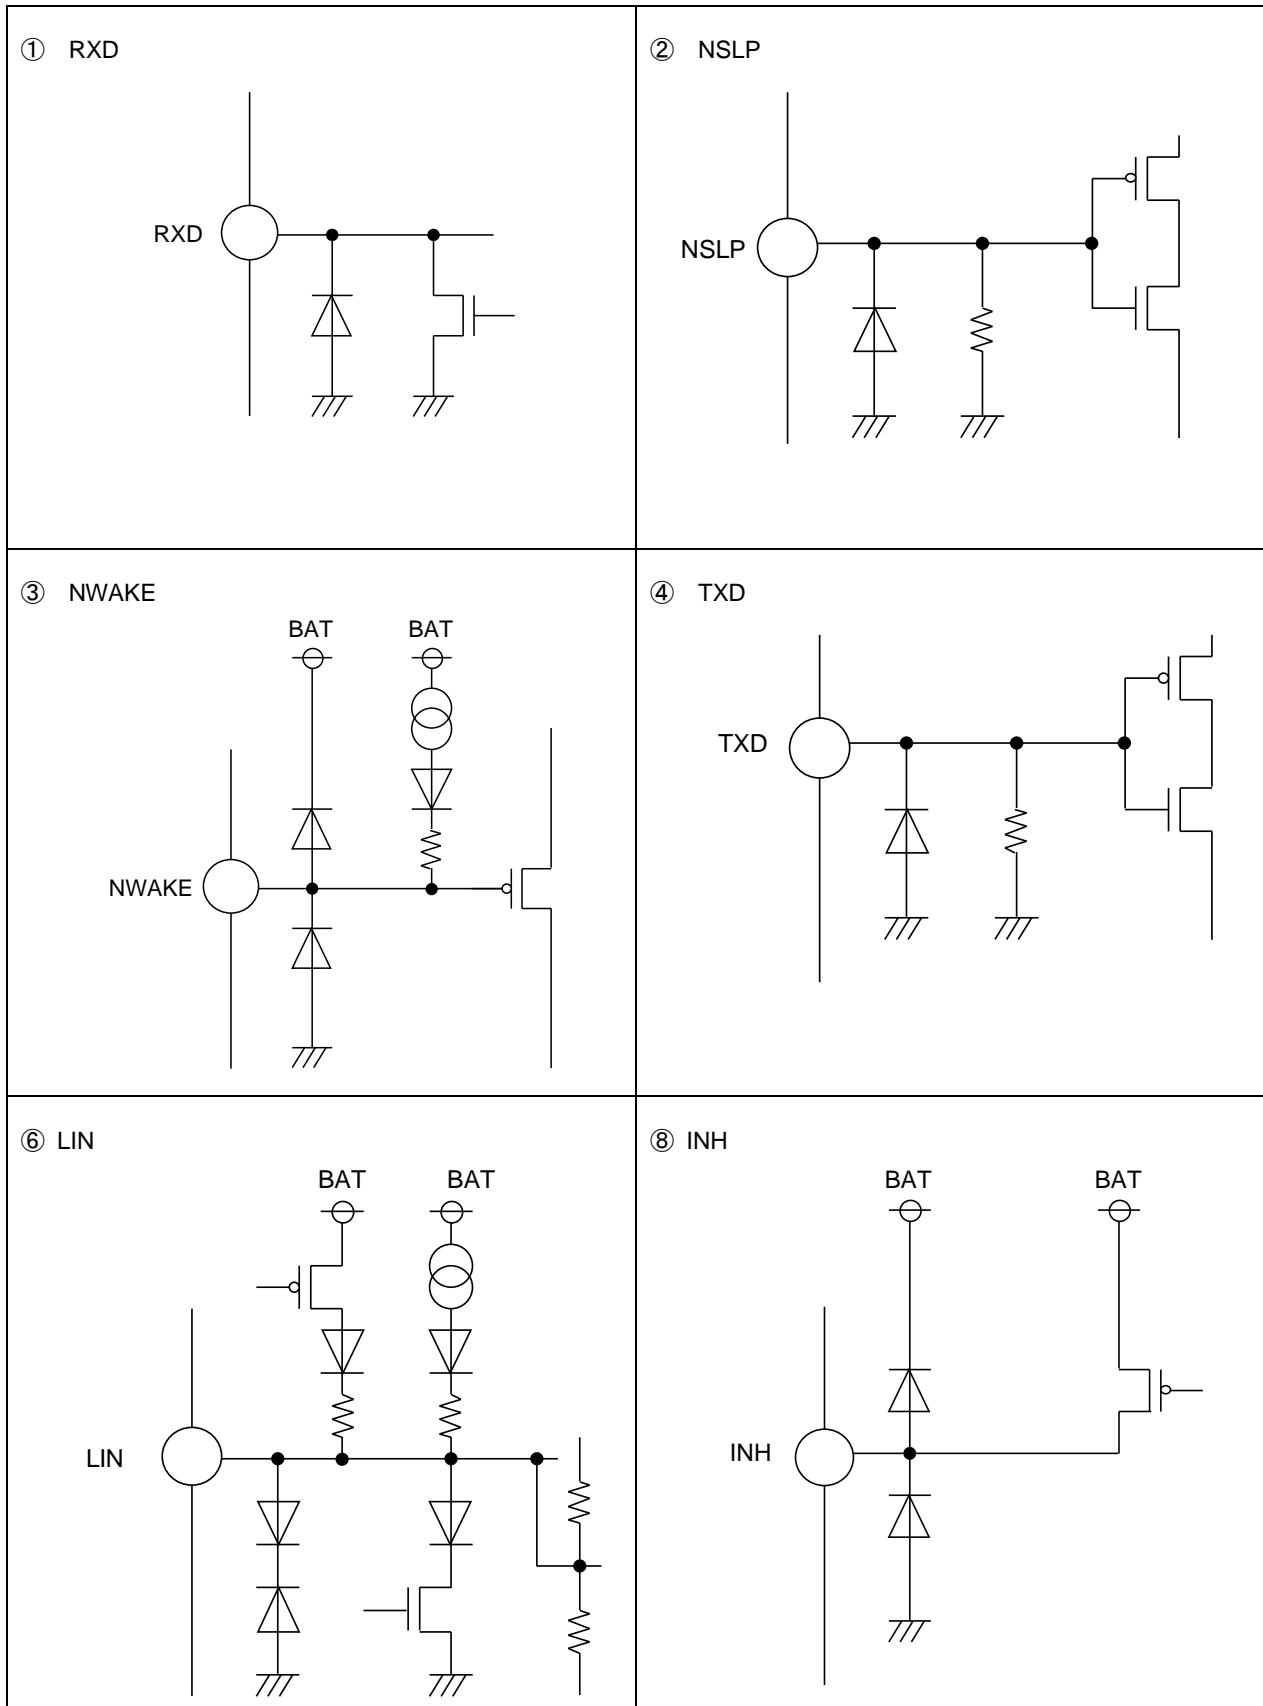 ① RXD
RXD
② NSLP
NSLP
③ NWAKE
BAT BAT
NWAKE
④ TXD
TXD
⑥ LIN
BAT BAT
LIN
⑧ INH
BAT BAT
INH